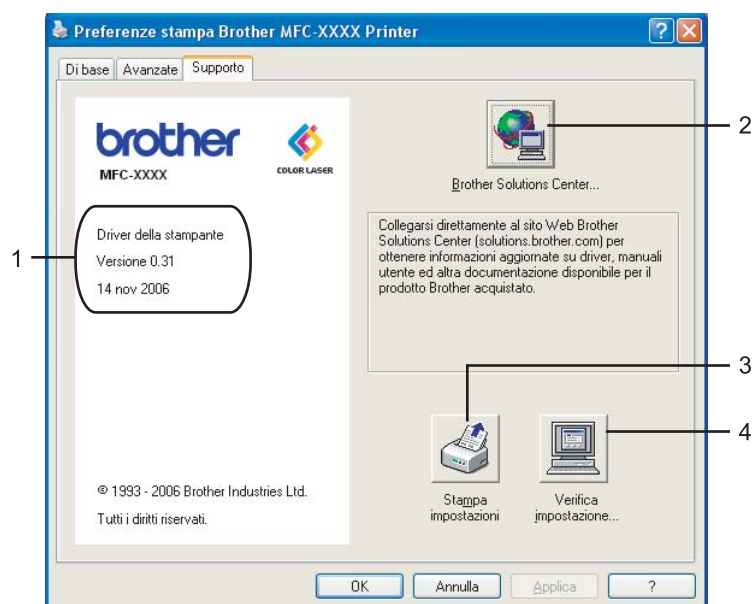 Preferenze stampa Brother MFC-XXXX Printer
Di base Avanzate Supporto
brother
MFC-XXXX
COLOR LASER
1
Driver della stampante
Versione 0.31
14 nov 2006
© 1993 - 2006 Brother Industries Ltd.
Tutti i diritti riservati.
2
Brother Solutions Center...
Collegarsi direttamente al sito Web Brother
Solutions Center (solutions.brother.com) per
ottenere informazioni aggiornate su driver, manuali
utente ed altra documentazione disponibile per il
prodotto Brother acquistato.
3
4
Stampa
impostazioni
Verifica
impostazione...
OK Annulla Applica ?